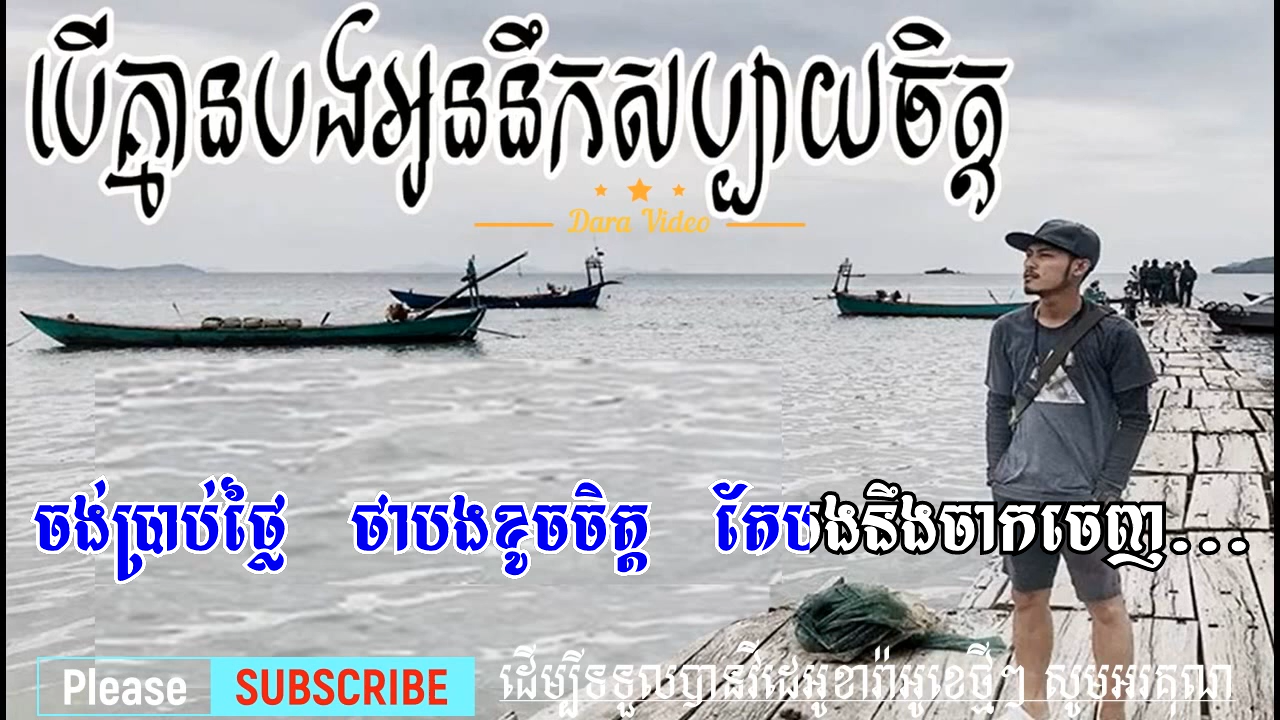 បើគ្មានបងអូននឹកសប្បាយចិត្ត
Dara Video
ចង់ប្រាប់ថ្លៃ ថាបងខូចចិត្ត តែបងនឹងចាកចេញ...
Please SUBSCRIBE ដើម្បីទទួលបានវីដេអូខារ៉ាអូខេថ្មីៗ សូមអរគុណ